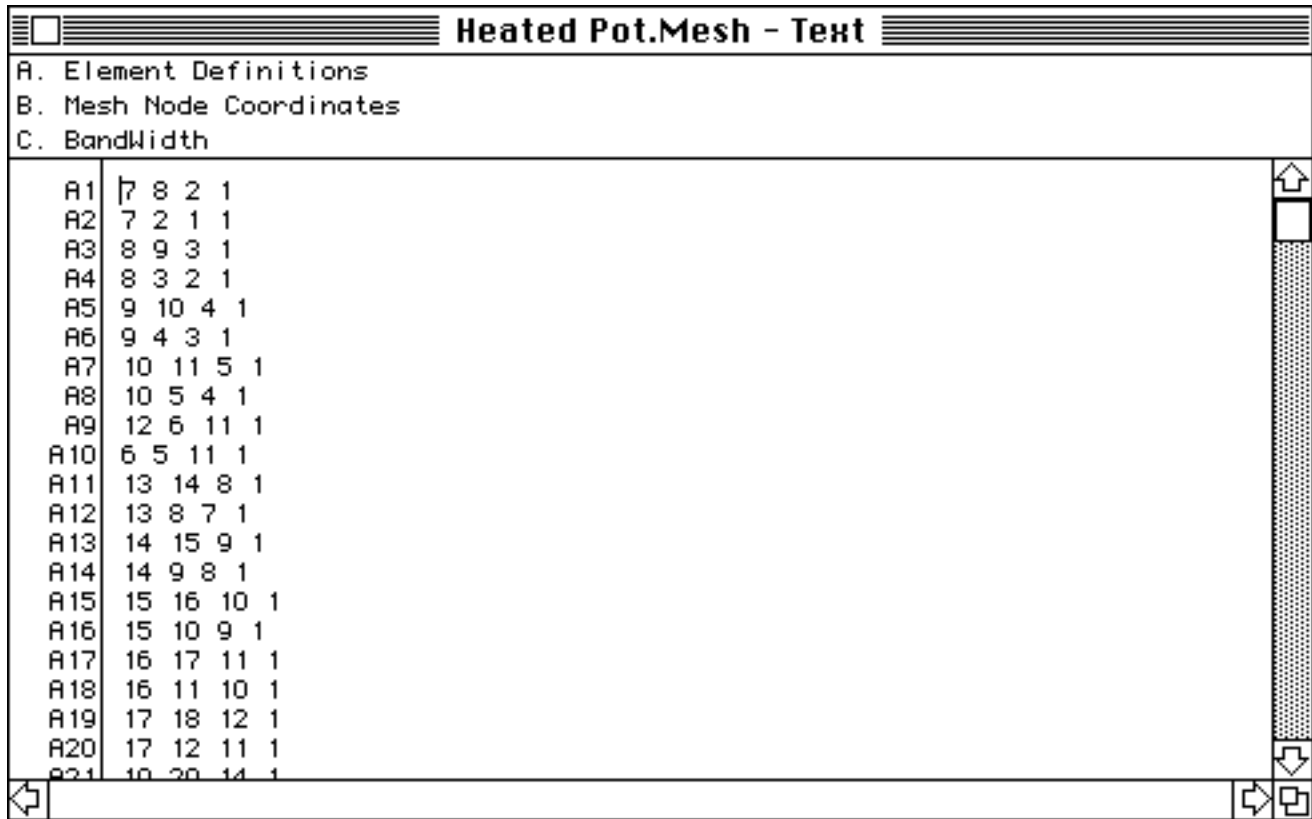 Heated Pot.Mesh - Text
A. Element Definitions
B. Mesh Node Coordinates
C. BandWidth
A1 7 8 2 1
A2 7 2 1 1
A3 8 9 3 1
A4 8 3 2 1
A5 9 10 4 1
A6 9 4 3 1
A7 10 11 5 1
A8 10 5 4 1
A9 12 6 11 1
A10 6 5 11 1
A11 13 14 8 1
A12 13 8 7 1
A13 14 15 9 1
A14 14 9 8 1
A15 15 16 10 1
A16 15 10 9 1
A17 16 17 11 1
A18 16 11 10 1
A19 17 18 12 1
A20 17 12 11 1
A21 20 14 1